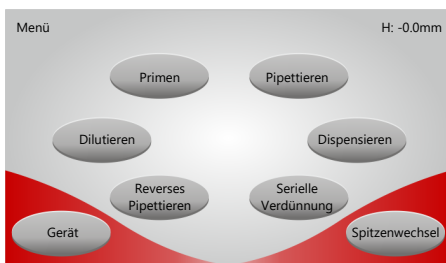 Menü
H: -0.0mm
Primen
Pipettieren
Dilutieren
Dispensieren
Reverses
Pipettieren
Serielle
Verdünnung
Gerät
Spitzenwechsel